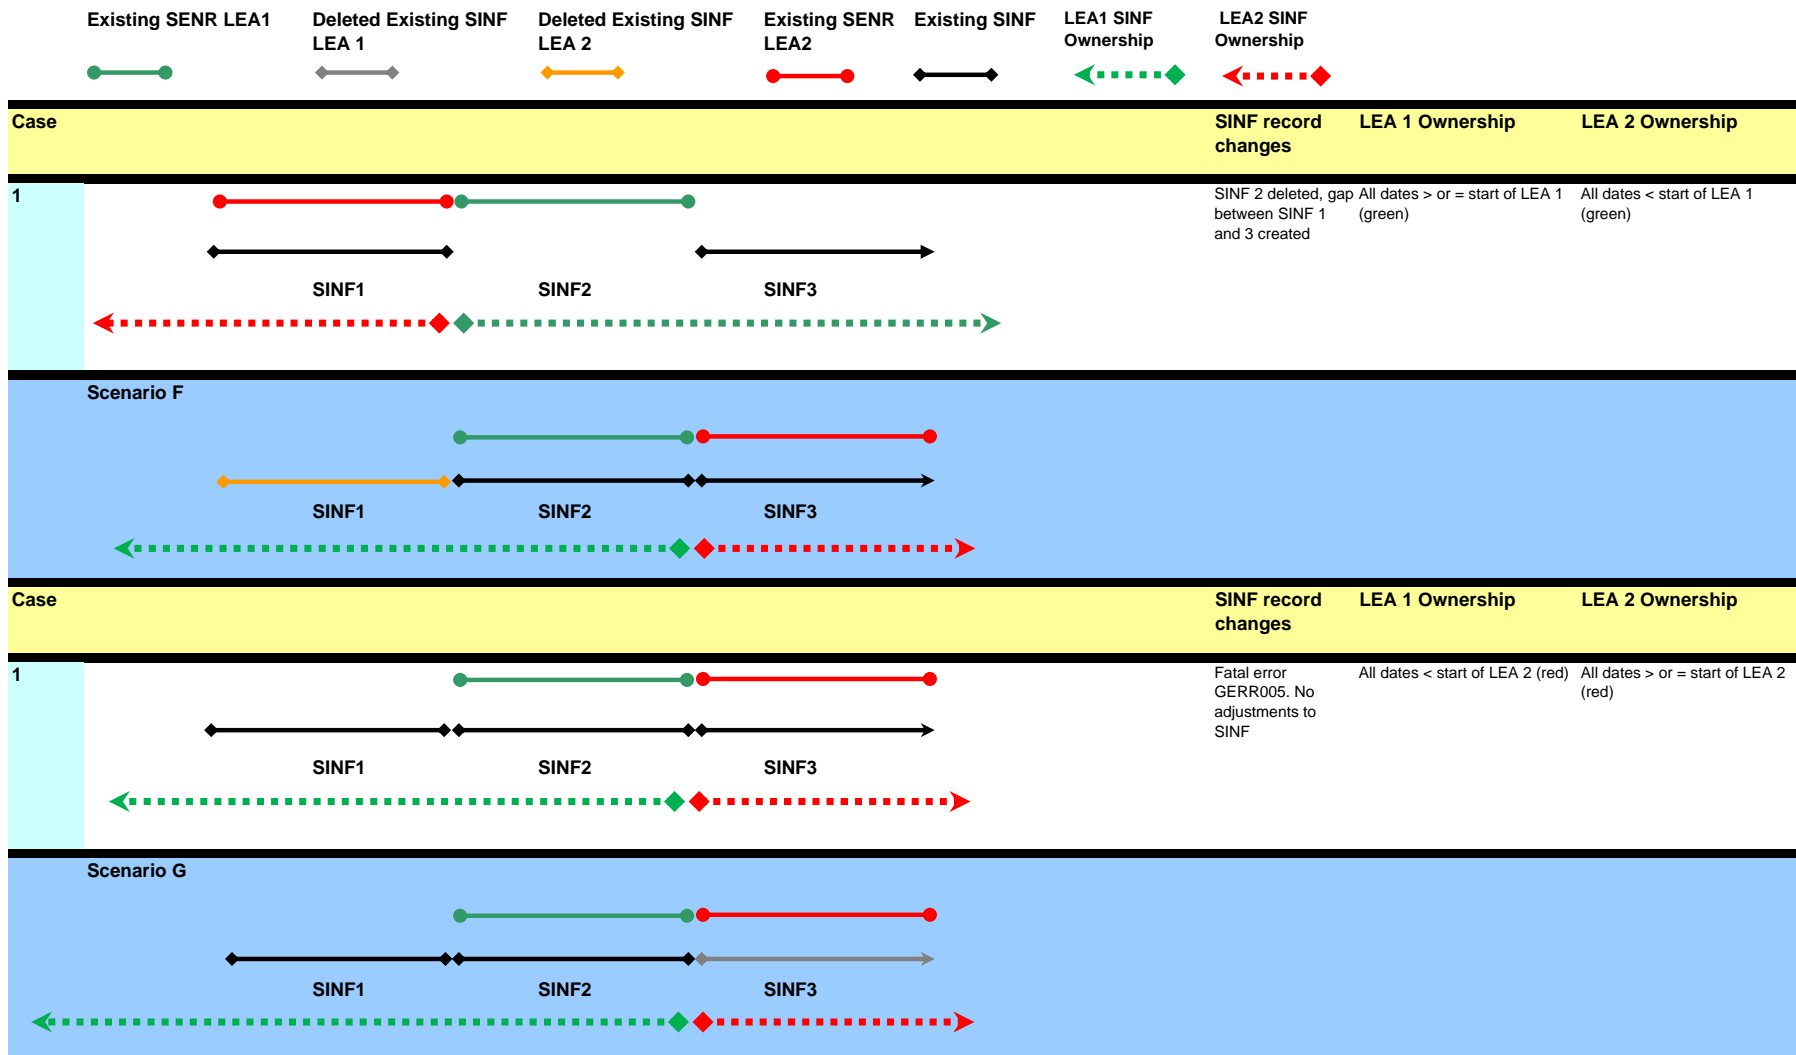 Existing SENR LEA1
Deleted Existing SINF
LEA 1
Deleted Existing SINF
LEA 2
Existing SENR
LEA2
Existing SINF
LEA1 SINF
Ownership
LEA2 SINF
Ownership
Case
SINF record
changes
LEA 1 Ownership
LEA 2 Ownership
1
SINF 2 deleted, gap
between SINF 1
and 3 created
All dates > or = start of LEA 1
(green)
All dates < start of LEA 1
(green)
SINF1
SINF2
SINF3
Scenario F
SINF1
SINF2
SINF3
Case
SINF record
changes
LEA 1 Ownership
LEA 2 Ownership
1
Fatal error
GERR005. No
adjustments to
SINF
All dates < start of LEA 2 (red)
All dates > or = start of LEA 2
(red)
SINF1
SINF2
SINF3
Scenario G
SINF1
SINF2
SINF3